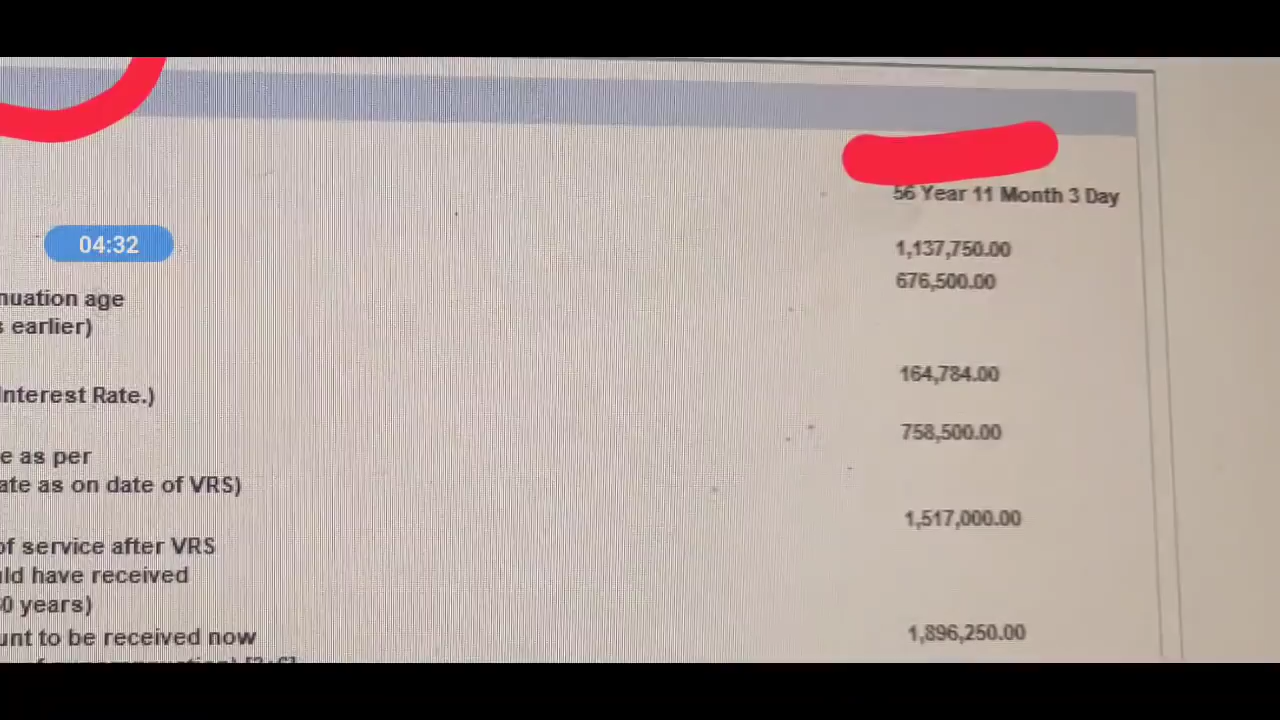 56 Year 11 Month 3 Day
04:32
1,137,750.00
nuation age
676,500.00
s earlier)
Interest Rate.)
164,784.00
e as per
758,500.00
ate as on date of VRS)
of service after VRS
1,517,000.00
ld have received
0 years)
unt to be received now
1,896,250.00